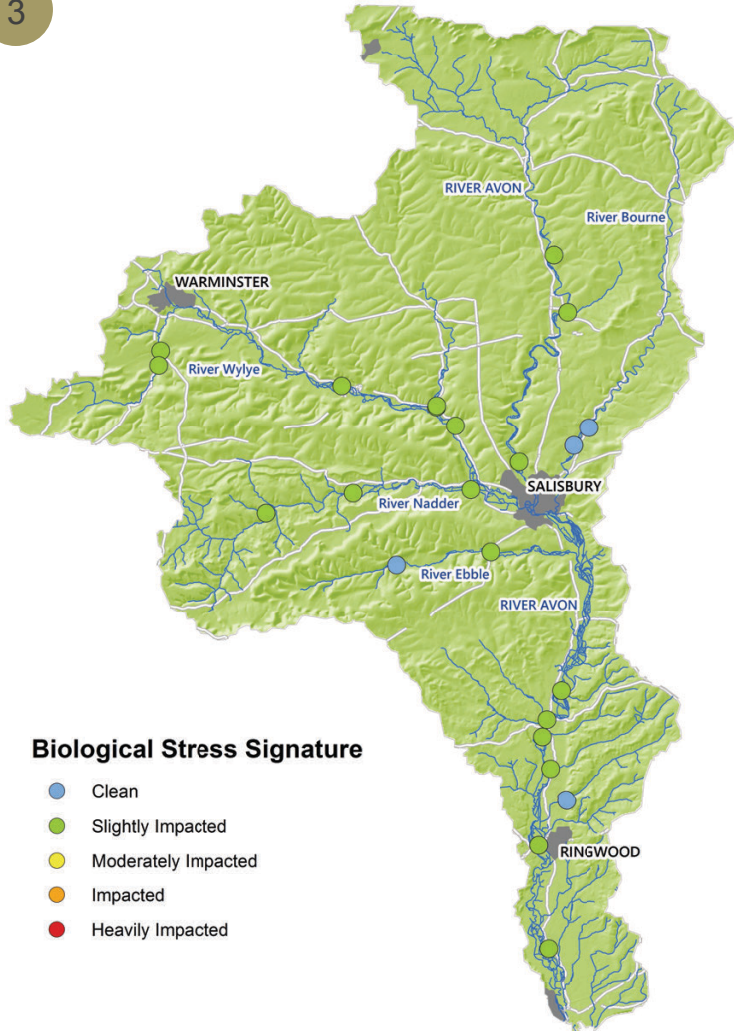 3
RIVER AVON
River Bourne
WARMINSTER
River Wylye
SALISBURY
River Nadder
River Ebble
RIVER AVON
Biological Stress Signature
Clean
Slightly Impacted
Moderately Impacted
Impacted
Heavily Impacted
RINGWOOD